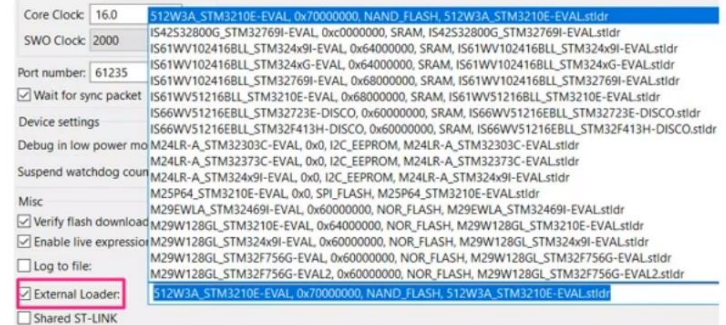 Core Clock: 16.0
SWO Clock: 2000
Port number: 61235
Wait for sync packet
Device settings
Debug in low power mo
Suspend watchdog coun
Misc
Verify flash download
Enable live expression
Log to file:
External Loader:
Shared ST-LINK
512W3A_STM3210E-EVAL, 0x70000000, NAND_FLASH, 512W3A_STM3210E-EVAL.stldr
IS42S32800G_STM32769I-EVAL, 0xc0000000, SRAM, IS42S32800G_STM32769I-EVAL.stldr
IS61WV102416BLL_STM324x9I-EVAL, 0x64000000, SRAM, IS61WV102416BLL_STM324x9I-EVAL.stldr
IS61WV102416BLL_STM324xG-EVAL, 0x64000000, SRAM, IS61WV102416BLL_STM324xG-EVAL.stldr
IS61WV102416BLL_STM32769I-EVAL, 0x68000000, SRAM, IS61WV102416BLL_STM32769I-EVAL.stldr
IS61WV51216BLL_STM3210E-EVAL, 0x68000000, SRAM, IS61WV51216BLL_STM3210E-EVAL.stldr
IS66WV51216EBLL_STM32723E-DISCO, 0x60000000, SRAM, IS66WV51216EBLL_STM32723E-DISCO.stldr
IS66WV51216EBLL_STM32F413H-DISCO, 0x60000000, SRAM, IS66WV51216EBLL_STM32F413H-DISCO.stldr
M24LR-A_STM32303C-EVAL, 0x0, I2C_EEPROM, M24LR-A_STM32303C-EVAL.stldr
M24LR-A_STM32373C-EVAL, 0x0, I2C_EEPROM, M24LR-A_STM32373C-EVAL.stldr
M24LR-A_STM324x9I-EVAL, 0x0, I2C_EEPROM, M24LR-A_STM324x9I-EVAL.stldr
M25P64_STM3210E-EVAL, 0x0, SPI_FLASH, M25P64_STM3210E-EVAL.stldr
M29EWLA_STM32469I-EVAL, 0x60000000, NOR_FLASH, M29EWLA_STM32469I-EVAL.stldr
M29W128GL_STM3210E-EVAL, 0x64000000, NOR_FLASH, M29W128GL_STM3210E-EVAL.stldr
M29W128GL_STM324x9I-EVAL, 0x60000000, NOR_FLASH, M29W128GL_STM324x9I-EVAL.stldr
M29W128GL_STM32F756G-EVAL, 0x60000000, NOR_FLASH, M29W128GL_STM32F756G-EVAL.stldr
M29W128GL_STM32F756G-EVAL2, 0x60000000, NOR_FLASH, M29W128GL_STM32F756G-EVAL2.stldr
512W3A_STM3210E-EVAL, 0x70000000, NAND_FLASH, 512W3A_STM3210E-EVAL.stldr